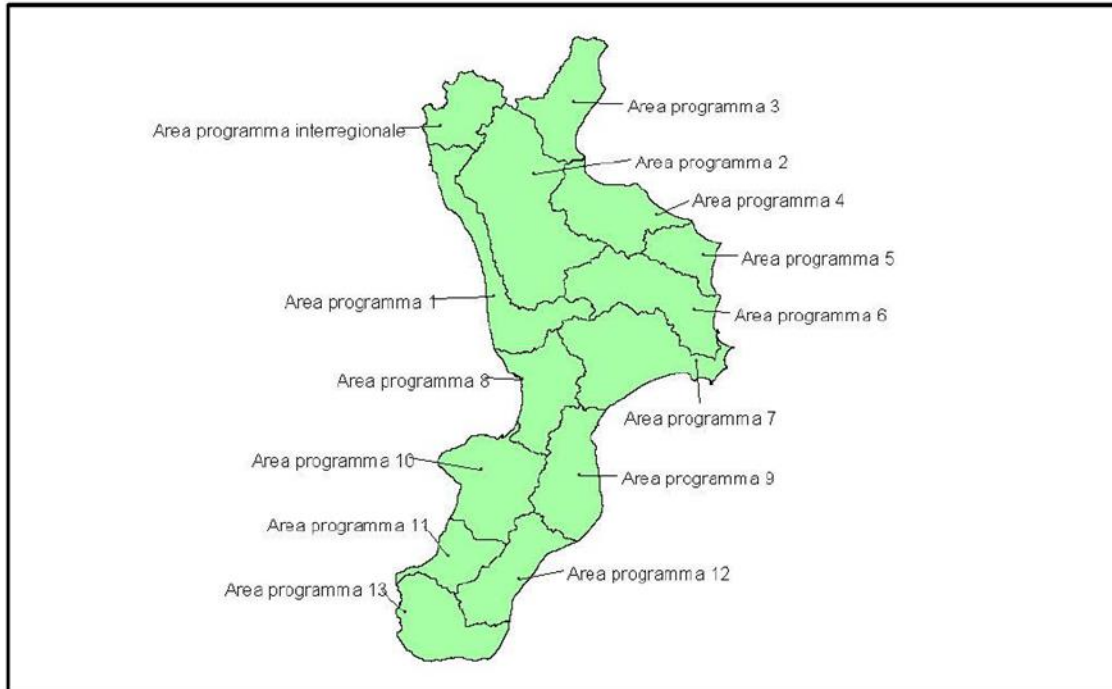 Area programma 3
Area programma interregionale
Area programma 2
Area programma 4
Area programma 5
Area programma 1
Area programma 6
Area programma 8
Area programma 7
Area programma 10
Area programma 9
Area programma 11
Area programma 12
Area programma 13